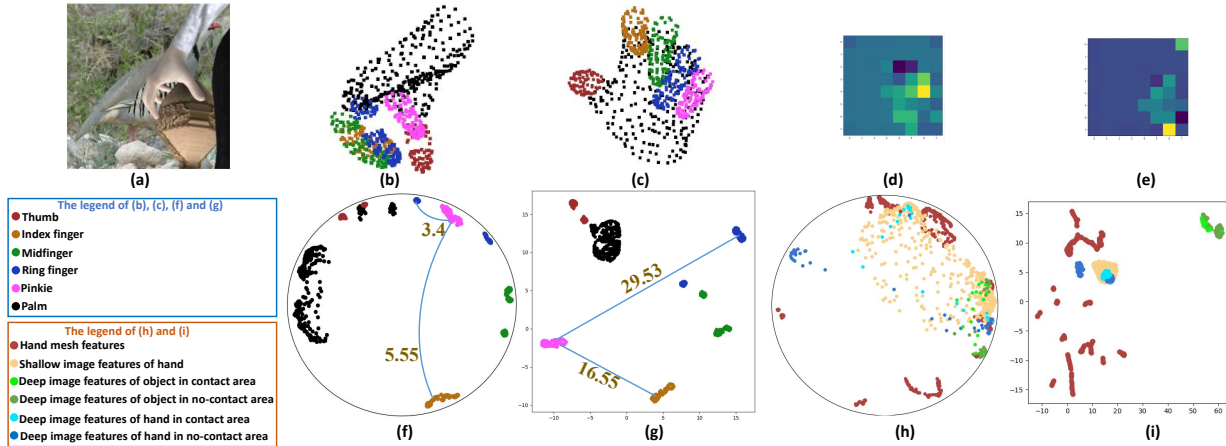 (a)
(b)
(c)
(d)
(e)
The legend of (b), (c), (f) and (g)
Thumb
Index finger
Midfinger
Ring finger
Pinkie
Palm
The legend of (h) and (i)
Hand mesh features
Shallow image features of hand
Deep image features of object in contact area
Deep image features of object in no-contact area
Deep image features of hand in contact area
Deep image features of hand in no-contact area
3.4
5.55
(f)
15
10
5
0
-5
-10
29.53
16.55
-10 -5 0 5 10 15
(g)
(h)
15
10
5
0
-5
-10
-15
-10 0 10 20 30 40 50 60
(i)